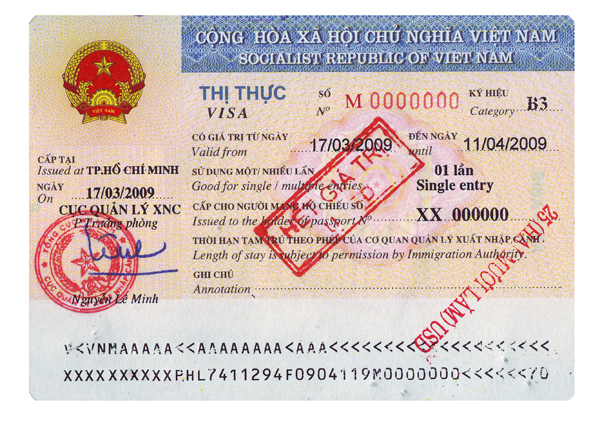 CỘNG HÒA XÃ HỘI CHỦ NGHĨA VIỆT NAM
SOCIALIST REPUBLIC OF VIET NAM
VIỆT NAM
THỊ THỰC
VISA
SỐ
Nº
M 0000000
KÝ HIỆU
Category
B3
CÓ GIÁ TRỊ TỪ NGÀY
Valid from
17/03/2009
ĐẾN NGÀY
until
11/04/2009
CẤP TẠI
Issued at TP.HỒ CHÍ MINH
NGÀY
On
17/03/2009
CỤC QUẢN LÝ XNC
P.Trưởng phòng
Nguyễn Lê Minh
SỬ DỤNG MỘT/ NHIỀU LẦN
Good for single / multiple entries
01 lần
Single entry
CẤP CHO NGƯỜI MANG HỘ CHIẾU SỐ
Issued to the holder of passport Nº
XX 000000
THỜI HẠN TẠM TRÚ THEO PHÉP CỦA CƠ QUAN QUẢN LÝ XUẤT NHẬP CẢNH
Length of stay is subject to permission by Immigration Authority.
GHI CHÚ
Annotation
HẾT GIÁ TRỊ
25 (HAI MƯƠI LĂM) USD
V<VNMAAAAA<<AAAAAAAA<AAA<<<<<<<<<<<<<<<<<<<<
XXXXXXXXXXPHL7411294F0904119M0000000<<<<<<70